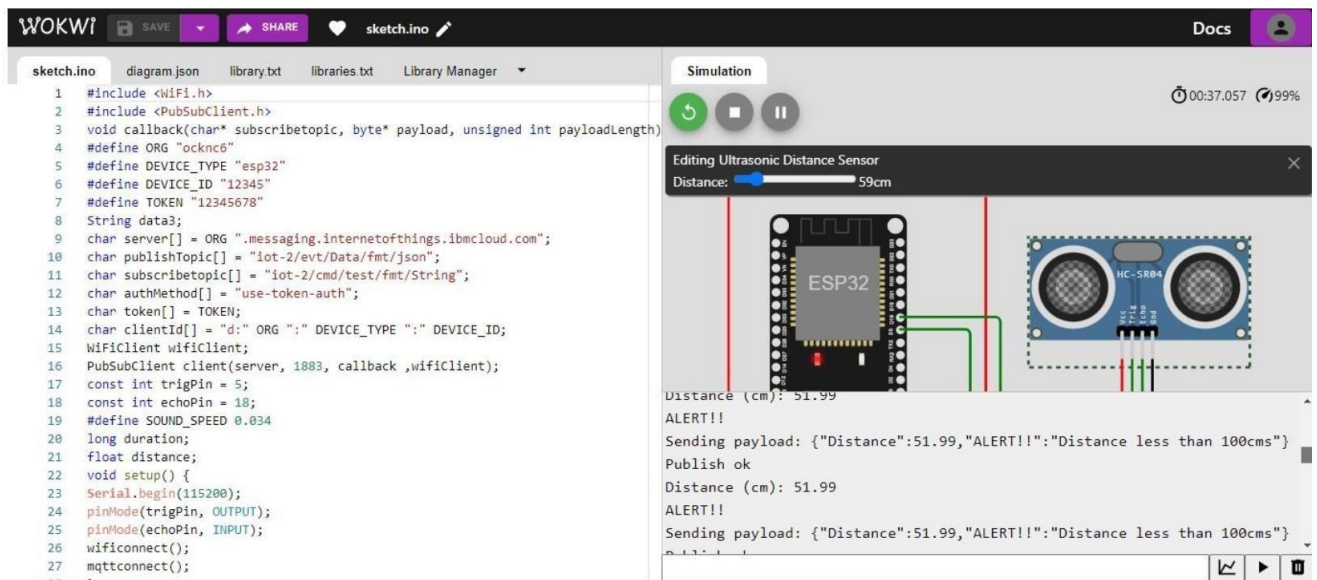 WOKWi SAVE SHARE sketch.ino Docs
sketch.ino diagram.json library.txt libraries.txt Library Manager
1 #include <WiFi.h>
2 #include <PubSubClient.h>
3 void callback(char* subscribetopic, byte* payload, unsigned int payloadLength)
4 #define ORG "ocknc6"
5 #define DEVICE_TYPE "esp32"
6 #define DEVICE_ID "12345"
7 #define TOKEN "12345678"
8 String data3;
9 char server[] = ORG ".messaging.internetofthings.ibmcloud.com";
10 char publishTopic[] = "iot-2/evt/Data/fmt/json";
11 char subscribetopic[] = "iot-2/cmd/test/fmt/String";
12 char authMethod[] = "use-token-auth";
13 char token[] = TOKEN;
14 char clientId[] = "d:" ORG ":" DEVICE_TYPE ":" DEVICE_ID;
15 WiFiClient wifiClient;
16 PubSubClient client(server, 1883, callback ,wifiClient);
17 const int trigPin = 5;
18 const int echoPin = 18;
19 #define SOUND_SPEED 0.034
20 long duration;
21 float distance;
22 void setup() {
23 Serial.begin(115200);
24 pinMode(trigPin, OUTPUT);
25 pinMode(echoPin, INPUT);
26 wificonnect();
27 mqttconnect();
Simulation
00:37.057 99%
Editing Ultrasonic Distance Sensor
Distance: 59cm
ESP32
HC-SR04
Vcc
Trig
Echo
Gnd
Distance (cm): 51.99
ALERT!!
Sending payload: {"Distance":51.99,"ALERT!!":"Distance less than 100cms"}
Publish ok
Distance (cm): 51.99
ALERT!!
Sending payload: {"Distance":51.99,"ALERT!!":"Distance less than 100cms"}